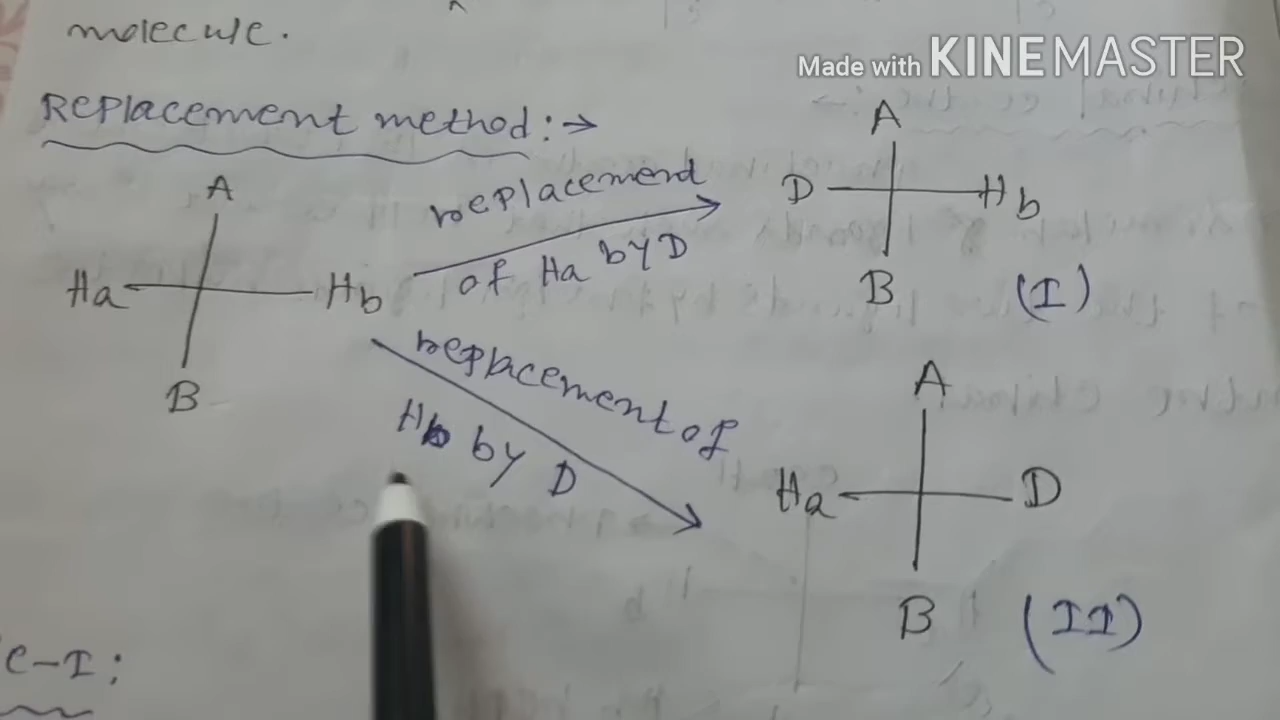 molecule.
Made with KINEMASTER
Replacement method:→
A
Ha
Hb
B
replacement
of Ha by D
A
D
Hb
B
(I)
replacement of
Hb by D
A
Ha
D
B
(II)
e-I: